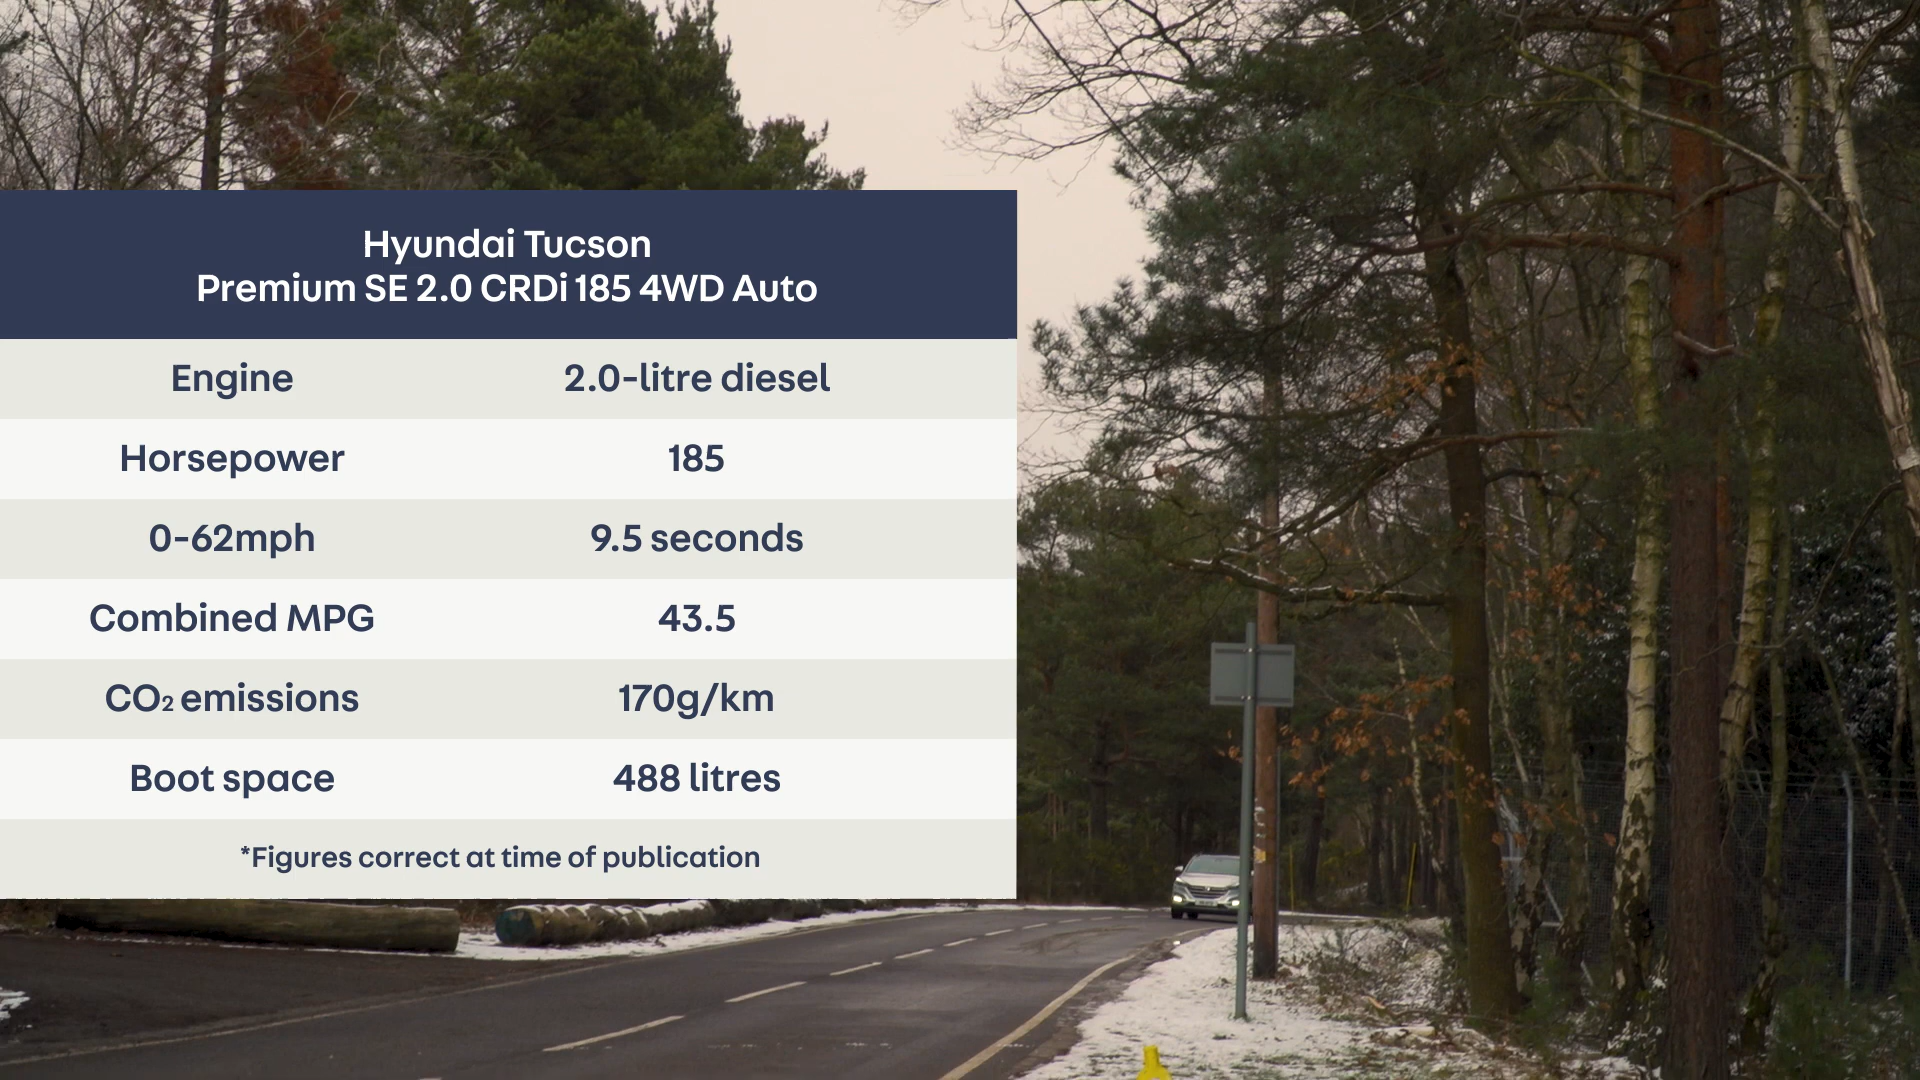 Hyundai Tucson
Premium SE 2.0 CRDi 185 4WD Auto
Engine 2.0-litre diesel
Horsepower 185
0-62mph 9.5 seconds
Combined MPG 43.5
CO₂ emissions 170g/km
Boot space 488 litres
*Figures correct at time of publication